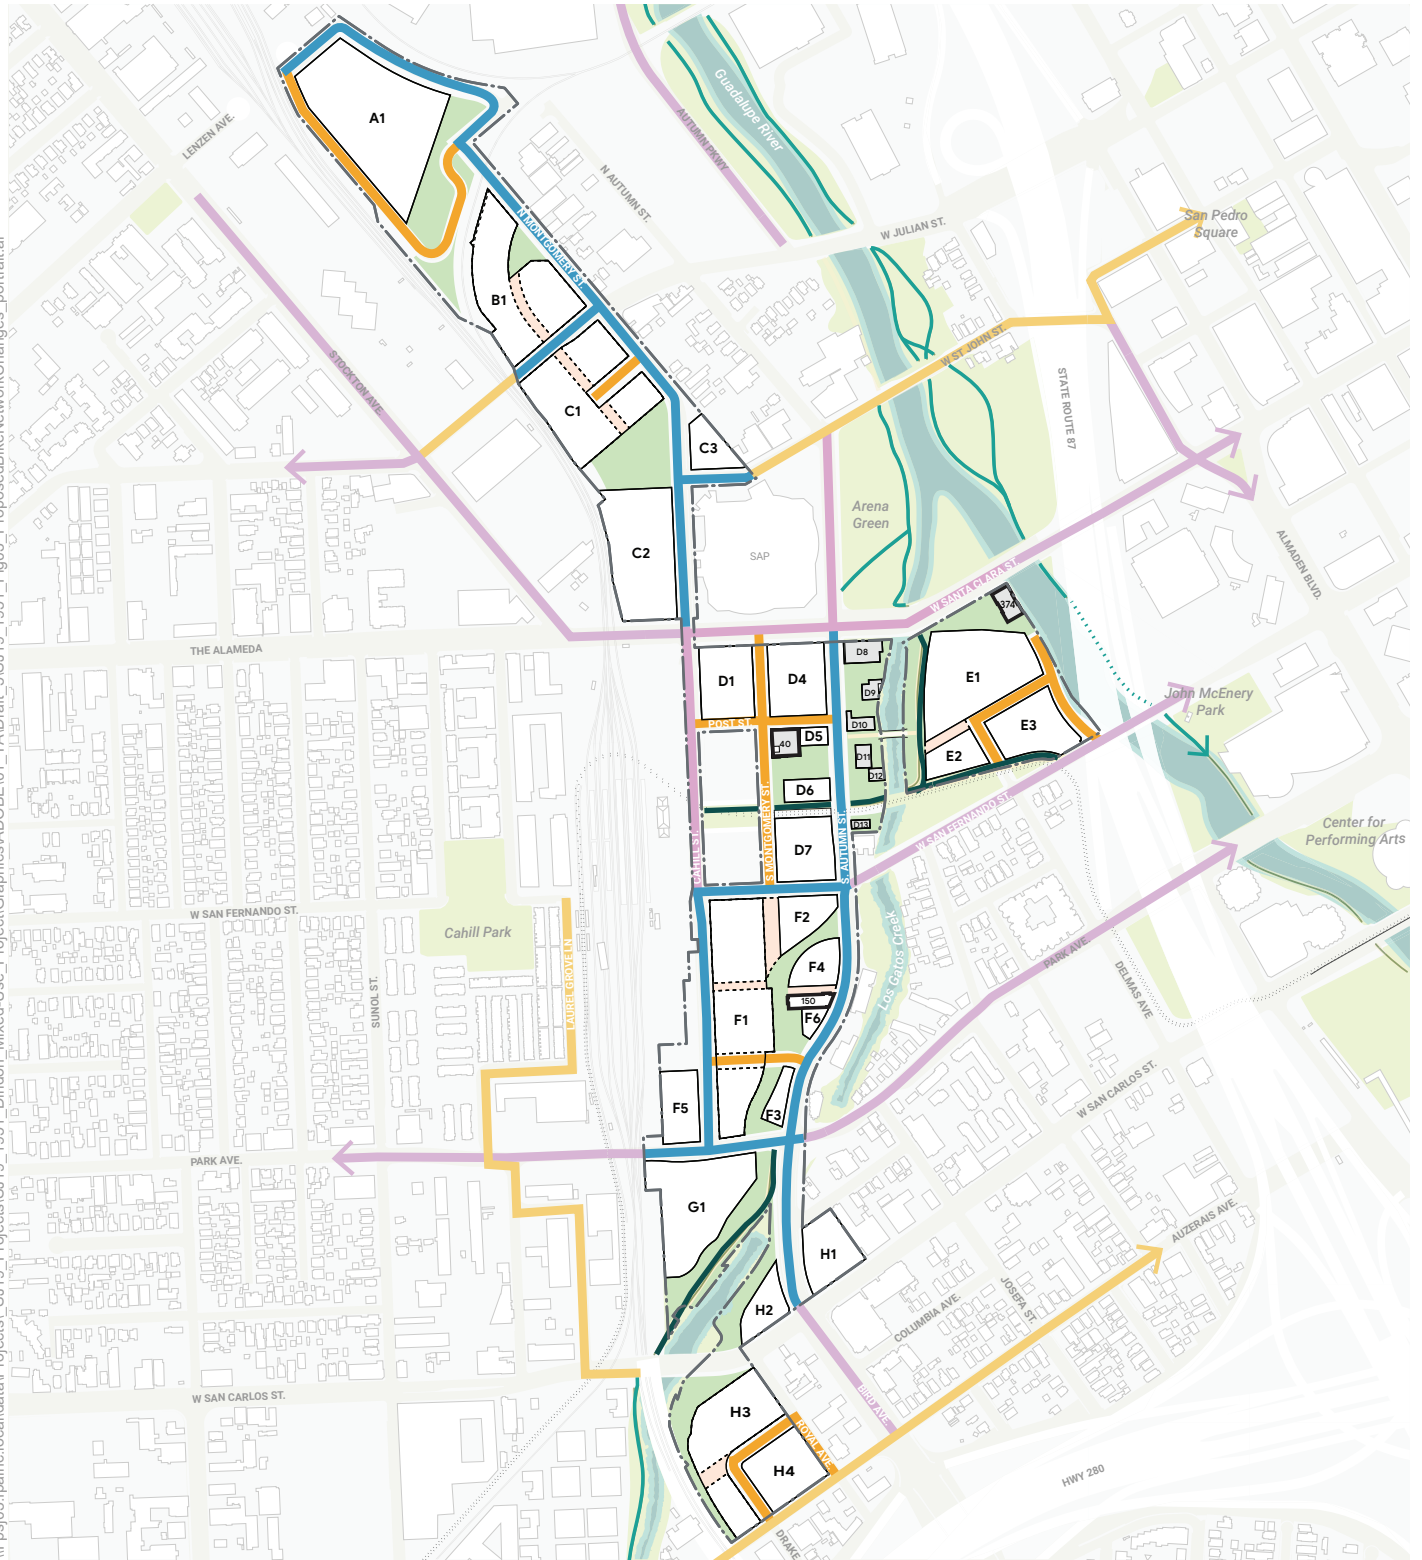 Guadalupe River
AUTUMN PKWY
A1
LENZEN AVE.
N AUTUMN ST.
San Pedro
Square
W JULIAN ST.
N MONTGOMERY ST.
B1
W ST JOHN ST.
STOCKTON AVE.
STATE ROUTE 87
C1
C3
Arena
Green
C2
SAP
ALMADEN BLVD.
W SANTA CLARA ST.
374
THE ALAMEDA
D8
D1
D4
E1
D9
John McEnery
Park
POST ST.
D10
E3
40
D5
D11
E2
D12
D6
S MONTGOMERY ST.
S. AUTUMN ST.
D13
W SAN FERNANDO ST.
Center for
Performing Arts
CAHILL ST.
D7
W SAN FERNANDO ST.
F2
Cahill Park
Los Gatos Creek
PARK AVE
F4
LAUREL GROVE LN
SUNOL ST.
DELMAS AVE
150
F1
F6
W SAN CARLOS ST.
F5
F3
PARK AVE.
G1
AUZERAIS AVE.
H1
JOSEFA ST.
H2
COLUMBIA AVE.
W SAN CARLOS ST.
BIRD AVE.
H3
ROYAL AVE.
H4
HWY 280
DRAKE